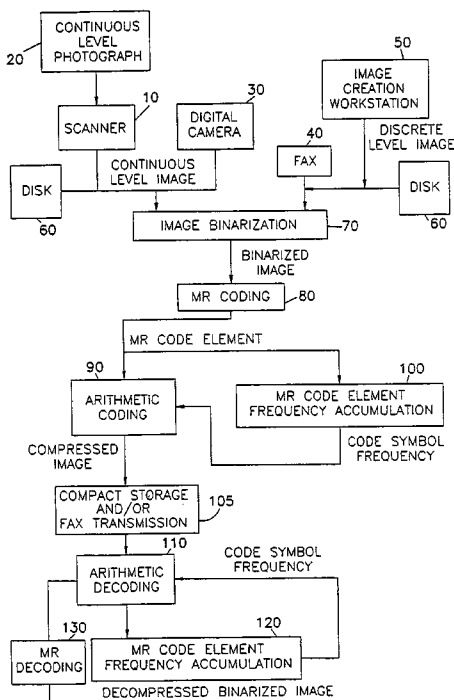 CONTINUOUS
LEVEL
PHOTOGRAPH
20
10
SCANNER
30
DIGITAL
CAMERA
50
IMAGE
CREATION
WORKSTATION
40
FAX
DISCRETE
LEVEL IMAGE
CONTINUOUS
LEVEL IMAGE
DISK
60
DISK
60
IMAGE BINARIZATION
70
BINARIZED
IMAGE
MR CODING
80
MR CODE ELEMENT
90
ARITHMETIC
CODING
100
MR CODE ELEMENT
FREQUENCY ACCUMULATION
COMPRESSED
IMAGE
CODE SYMBOL
FREQUENCY
COMPACT STORAGE
AND/OR
FAX TRANSMISSION
105
110
ARITHMETIC
DECODING
CODE SYMBOL
FREQUENCY
130
MR
DECODING
120
MR CODE ELEMENT
FREQUENCY ACCUMULATION
DECOMPRESSED BINARIZED IMAGE